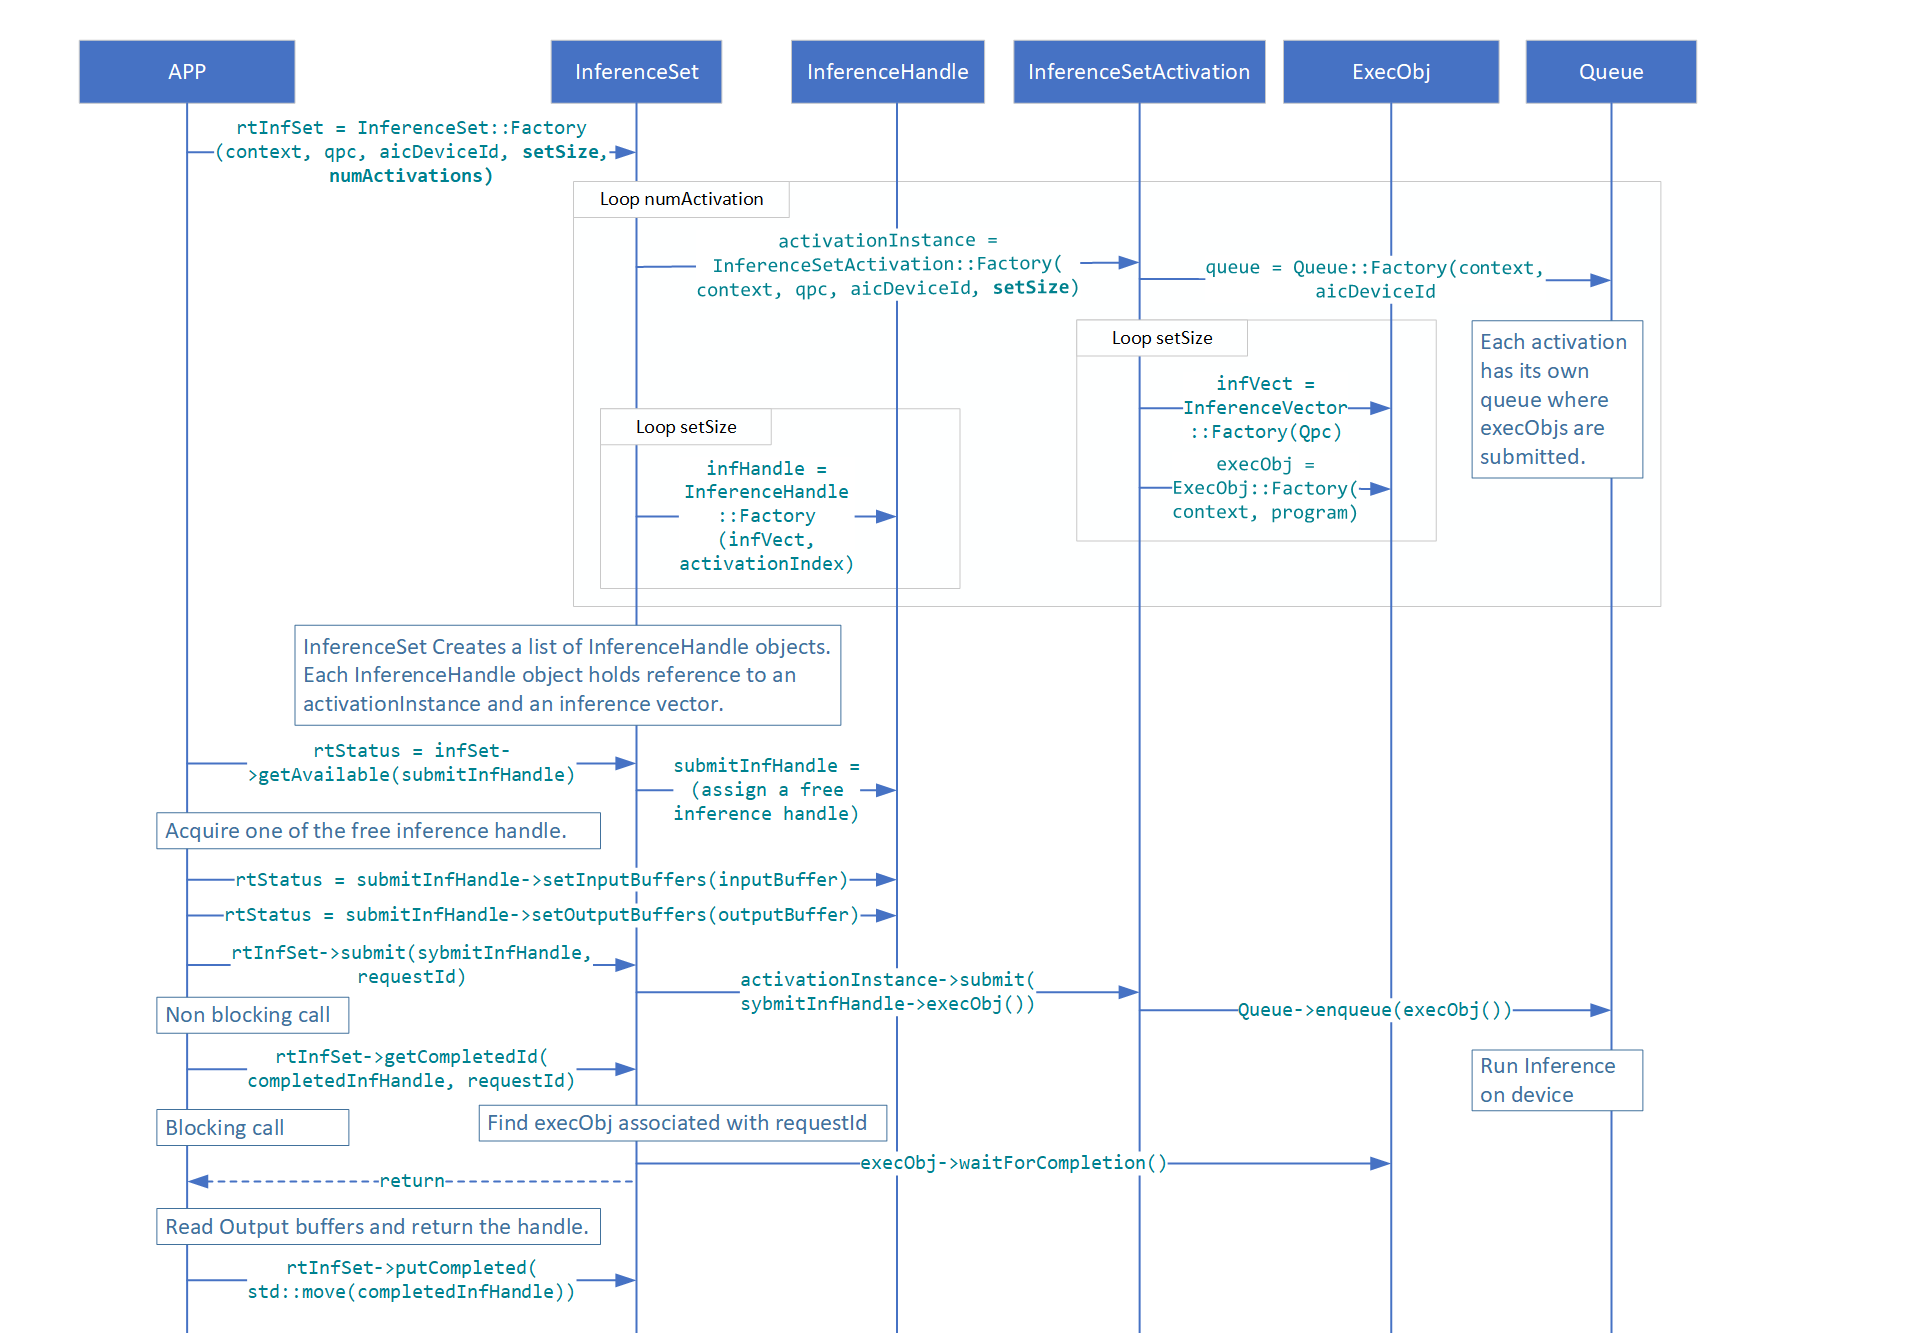 APP
InferenceSet
InferenceHandle
InferenceSetActivation
ExecObj
Queue
rtInfSet = InferenceSet::Factory
(context, qpc, aicDeviceId, setSize,
numActivations)
Loop numActivation
activationInstance =
InferenceSetActivation::Factory(
context, qpc, aicDeviceId, setSize)
queue = Queue::Factory(context,
aicDeviceId
Loop setSize
infVect =
InferenceVector
::Factory(Qpc)
execObj =
ExecObj::Factory(
context, program)
Each activation
has its own
queue where
execObjs are
submitted.
Loop setSize
infHandle =
InferenceHandle
::Factory
(infVect,
activationIndex)
InferenceSet Creates a list of InferenceHandle objects.
Each InferenceHandle object holds reference to an
activationInstance and an inference vector.
rtStatus = infSet-
>getAvailable(submitInfHandle)
submitInfHandle =
(assign a free
inference handle)
Acquire one of the free inference handle.
rtStatus = submitInfHandle->setInputBuffers(inputBuffer)
rtStatus = submitInfHandle->setOutputBuffers(outputBuffer)
rtInfSet->submit(sybmitInfHandle,
requestId)
activationInstance->submit(
sybmitInfHandle->execObj())
Queue->enqueue(execObj())
Non blocking call
rtInfSet->getCompletedId(
completedInfHandle, requestId)
Run Inference
on device
Blocking call
Find execObj associated with requestId
execObj->waitForCompletion()
return
Read Output buffers and return the handle.
rtInfSet->putCompleted(
std::move(completedInfHandle))